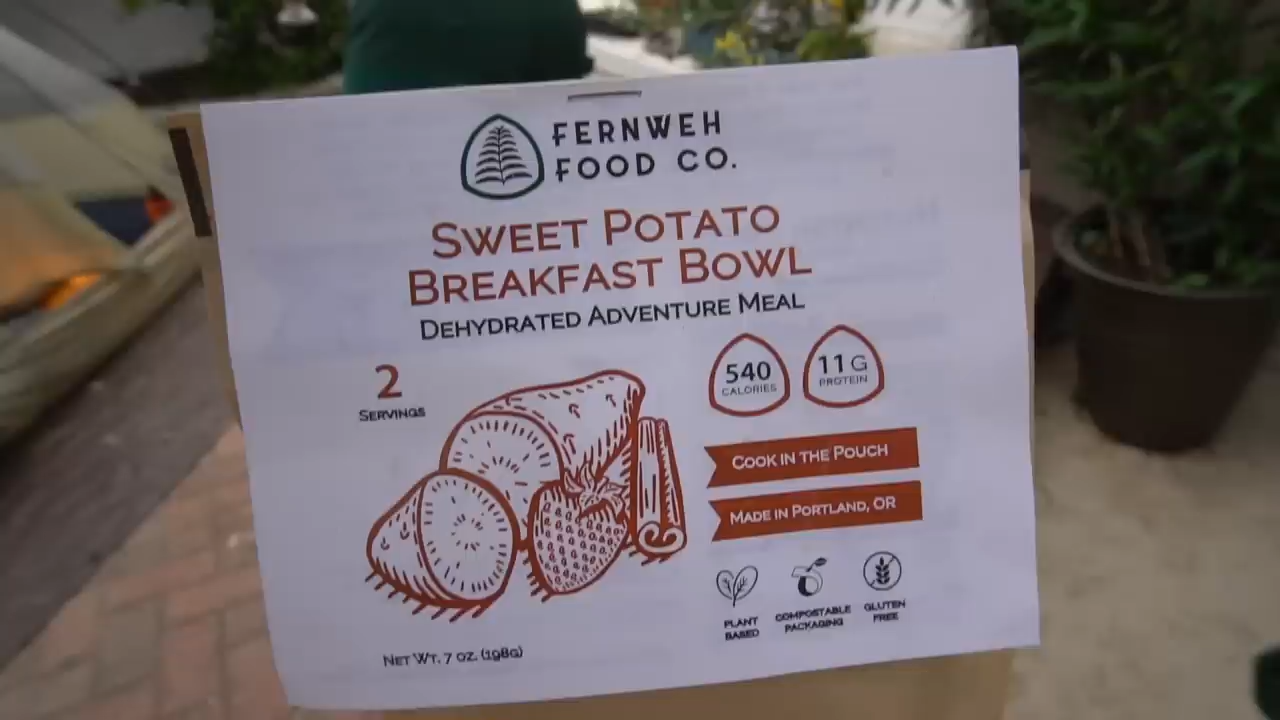 FERNWEH
FOOD CO.
SWEET POTATO
BREAKFAST BOWL
DEHYDRATED ADVENTURE MEAL
2
SERVINGS
540
CALORIES
11G
PROTEIN
COOK IN THE POUCH
MADE IN PORTLAND, OR
PLANT
BASED
COMPOSTABLE
PACKAGING
GLUTEN
FREE
NET WT. 7 OZ. (198G)